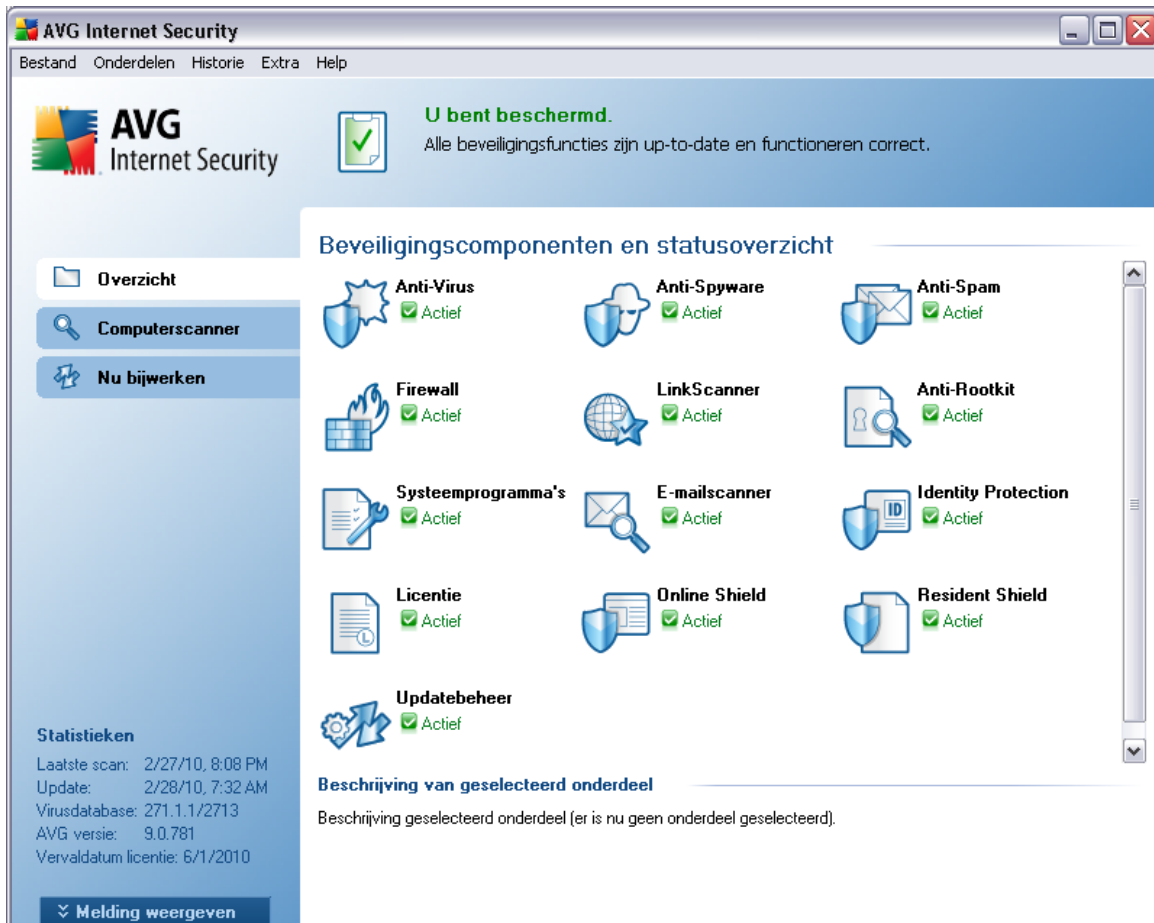 AVG Internet Security
Bestand Onderdelen Historie Extra Help
AVG
Internet Security
U bent beschermd.
Alle beveiligingsfuncties zijn up-to-date en functioneren correct.
Overzicht
Computerscanner
Nu bijwerken
Beveiligingscomponenten en statusoverzicht
Anti-Virus
Actief
Anti-Spyware
Actief
Anti-Spam
Actief
Firewall
Actief
LinkScanner
Actief
Anti-Rootkit
Actief
Systeemprogramma's
Actief
E-mailscanner
Actief
ID
Identity Protection
Actief
L
Licentie
Actief
Online Shield
Actief
Resident Shield
Actief
Updatebeheer
Actief
Statistieken
Laatste scan: 2/27/10, 8:08 PM
Update: 2/28/10, 7:32 AM
Virusdatabase: 271.1.1/2713
AVG versie: 9.0.781
Vervaldatum licentie: 6/1/2010
Melding weergeven
Beschrijving van geselecteerd onderdeel
Beschrijving geselecteerd onderdeel (er is nu geen onderdeel geselecteerd).